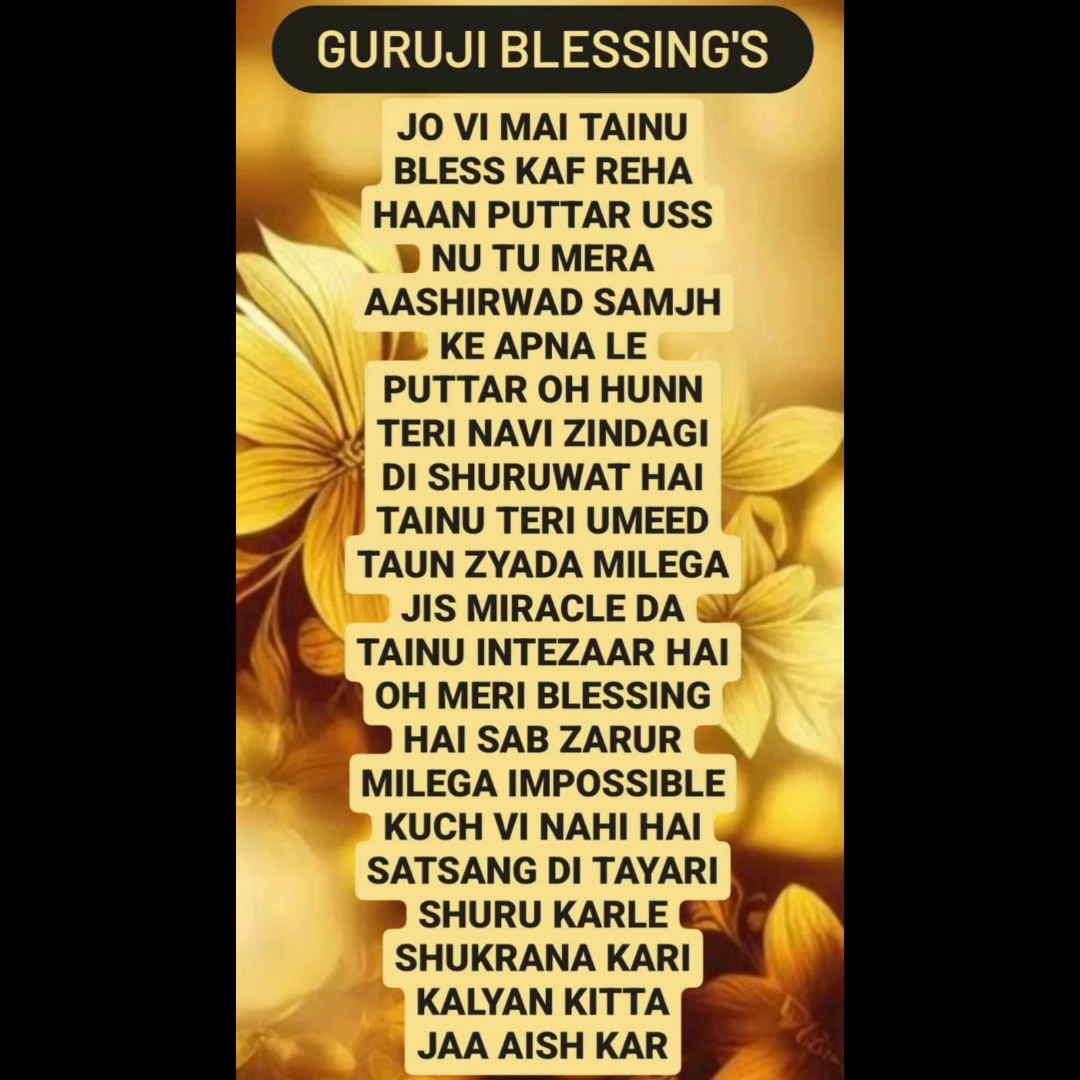 GURUJI BLESSING'S
JO VI MAI TAINU
BLESS KAF REHA
HAAN PUTTAR USS
NU TU MERA
AASHIRWAD SAMJH
KE APNA LE
PUTTAR OH HUNN
TERI NAVI ZINDAGI
DI SHURUWAT HAI
TAINU TERI UMEED
TAUN ZYADA MILEGA
JIS MIRACLE DA
TAINU INTEZAAR HAI
OH MERI BLESSING
HAI SAB ZARUR
MILEGA IMPOSSIBLE
KUCH VI NAHI HAI
SATSANG DI TAYARI
SHURU KARLE
SHUKRANA KARI
KALYAN KITTA
JAA AISH KAR